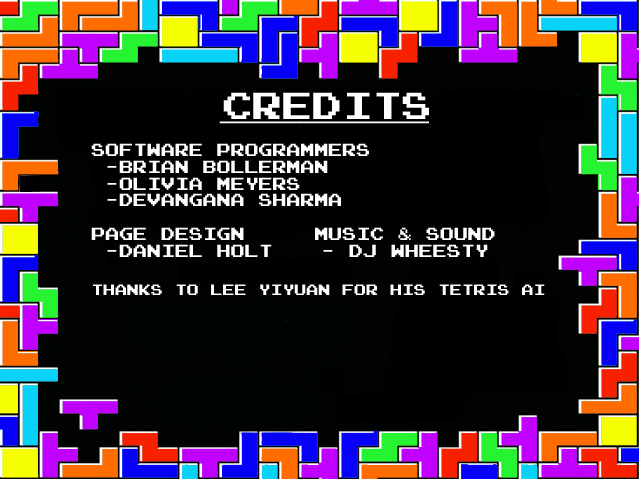 CREDITS
SOFTWARE PROGRAMMERS
-BRIAN BOLLERMAN
-OLIVIA MEYERS
-DEVANGANA SHARMA
PAGE DESIGN
-DANIEL HOLT
MUSIC & SOUND
- DJ WHEESTY
THANKS TO LEE YIYUAN FOR HIS TETRIS AI